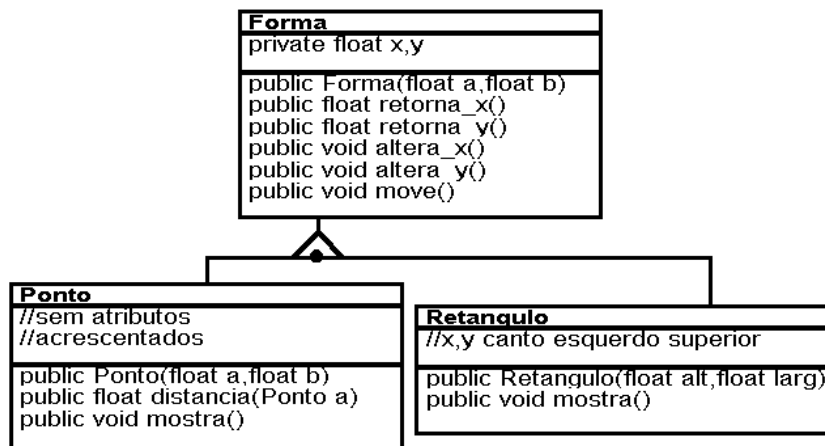 Forma
private float x,y
public Forma(float a,float b)
public float retorna_x()
public float retorna_y()
public void altera_x()
public void altera_y()
public void move()
Ponto
//sem atributos
//acrescentados
public Ponto(float a,float b)
public float distancia(Ponto a)
public void mostra()
Retangulo
//x,y canto esquerdo superior
public Retangulo(float alt,float larg)
public void mostra()